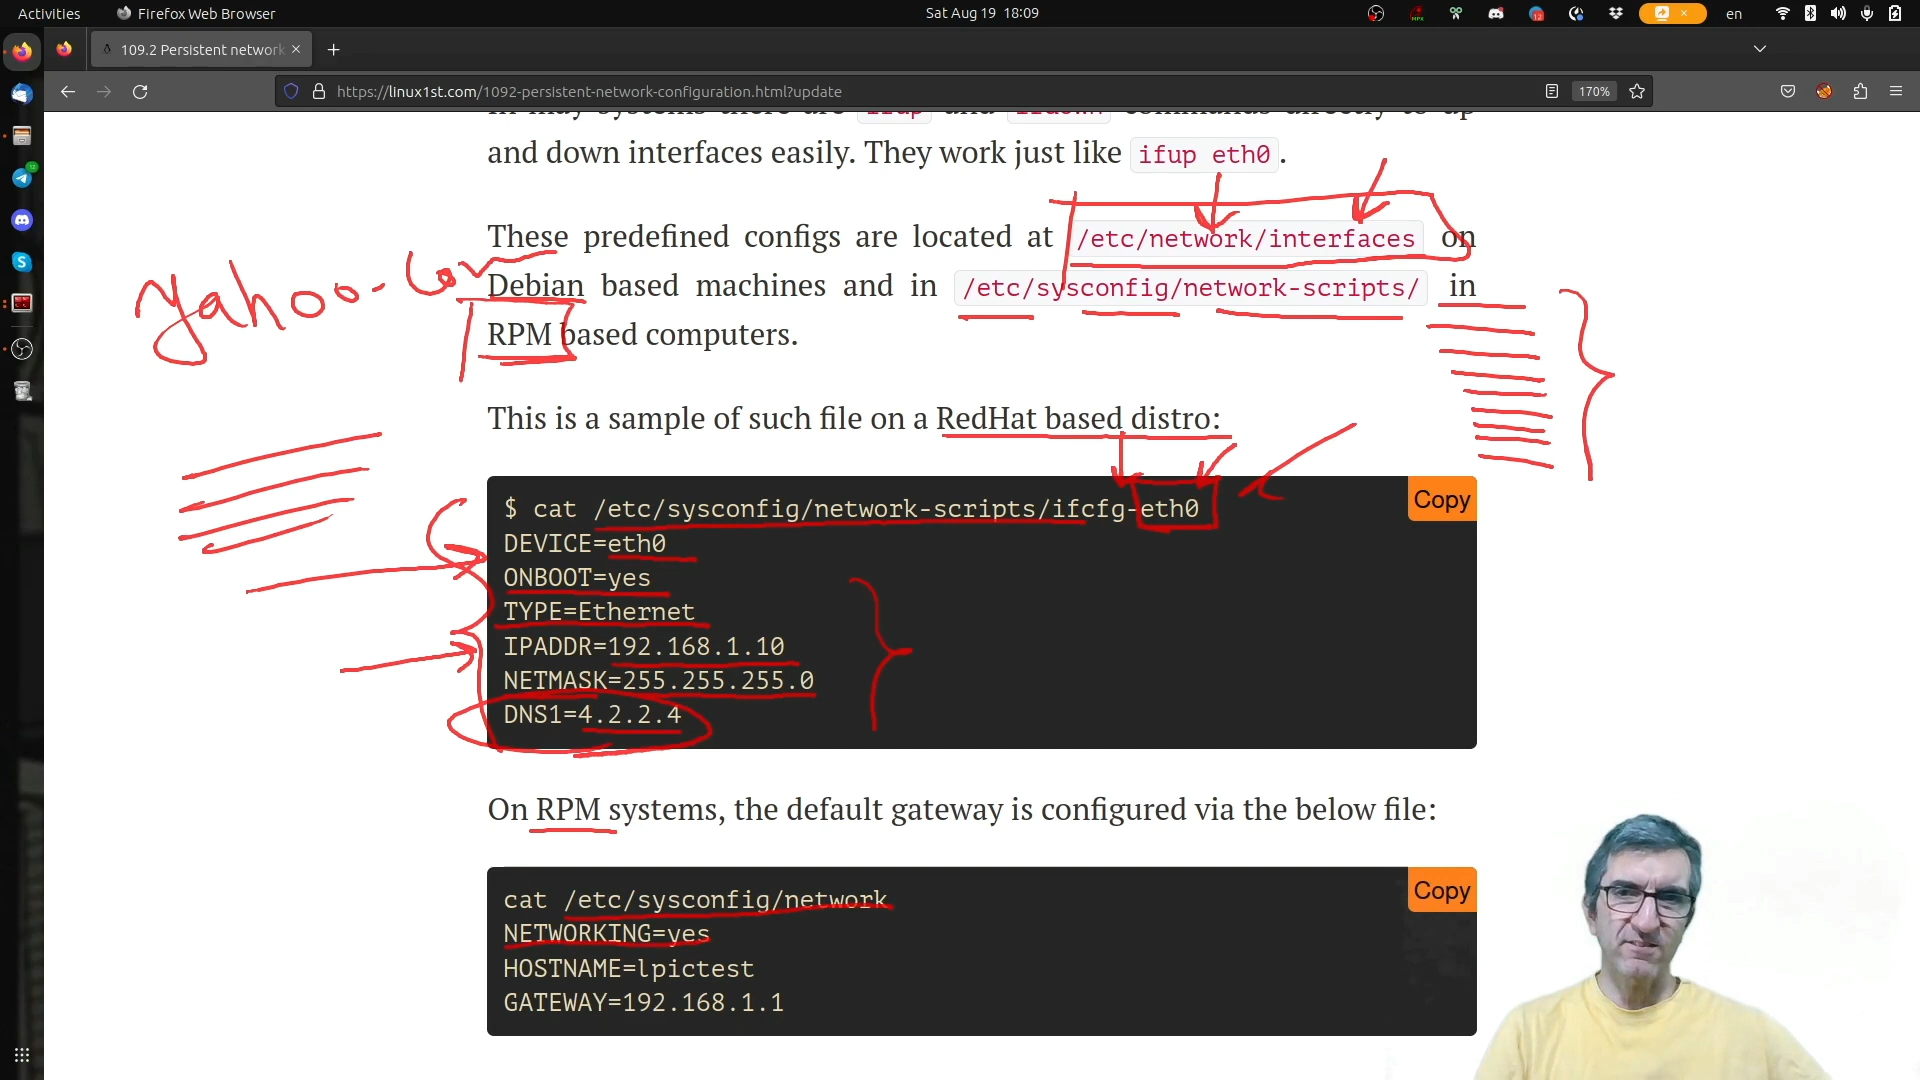 Activities
Firefox Web Browser
Sat Aug 19 18:09
en
109.2 Persistent network
https://linux1st.com/1092-persistent-network-configuration.html?update
170%
and down interfaces easily. They work just like ifup eth0.
These predefined configs are located at /etc/network/interfaces on
Debian based machines and in /etc/sysconfig/network-scripts/ in
RPM based computers.
Yahoo.com
This is a sample of such file on a RedHat based distro:
Copy
$ cat /etc/sysconfig/network-scripts/ifcfg-eth0
DEVICE=eth0
ONBOOT=yes
TYPE=Ethernet
IPADDR=192.168.1.10
NETMASK=255.255.255.0
DNS1=4.2.2.4
On RPM systems, the default gateway is configured via the below file:
Copy
cat /etc/sysconfig/network
NETWORKING=yes
HOSTNAME=lpictest
GATEWAY=192.168.1.1